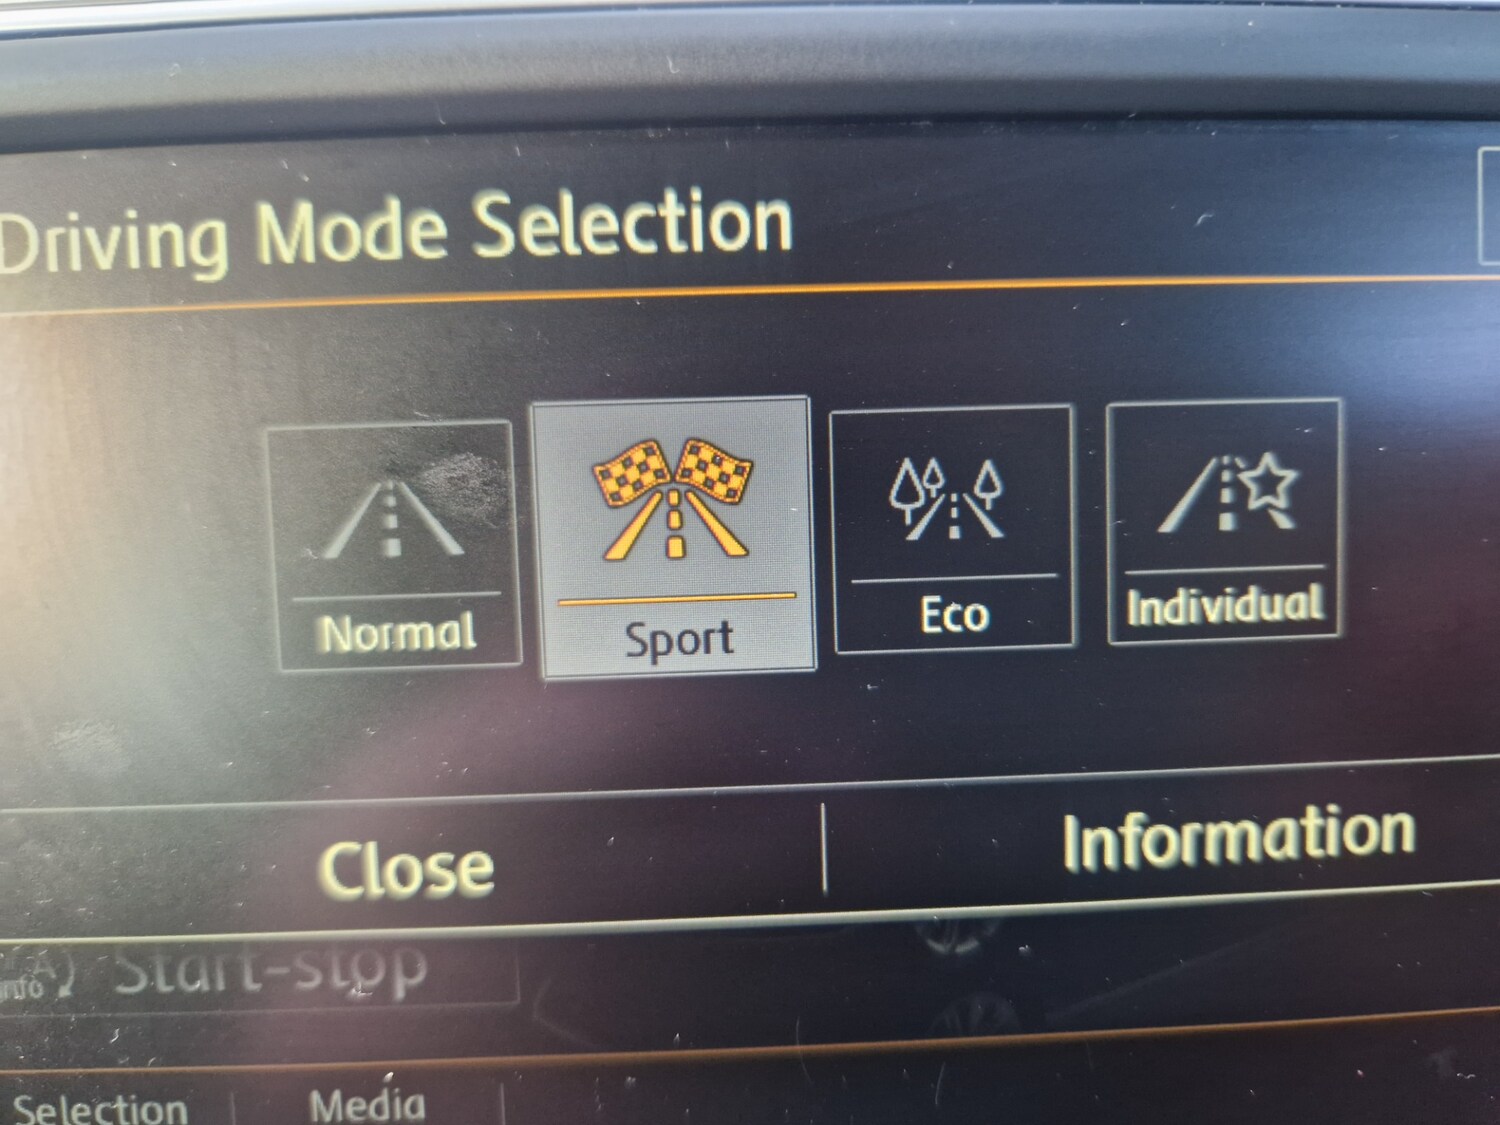 Driving Mode Selection
Normal
Sport
Eco
Individual
Close
Information
Start-stop
Selection
Media